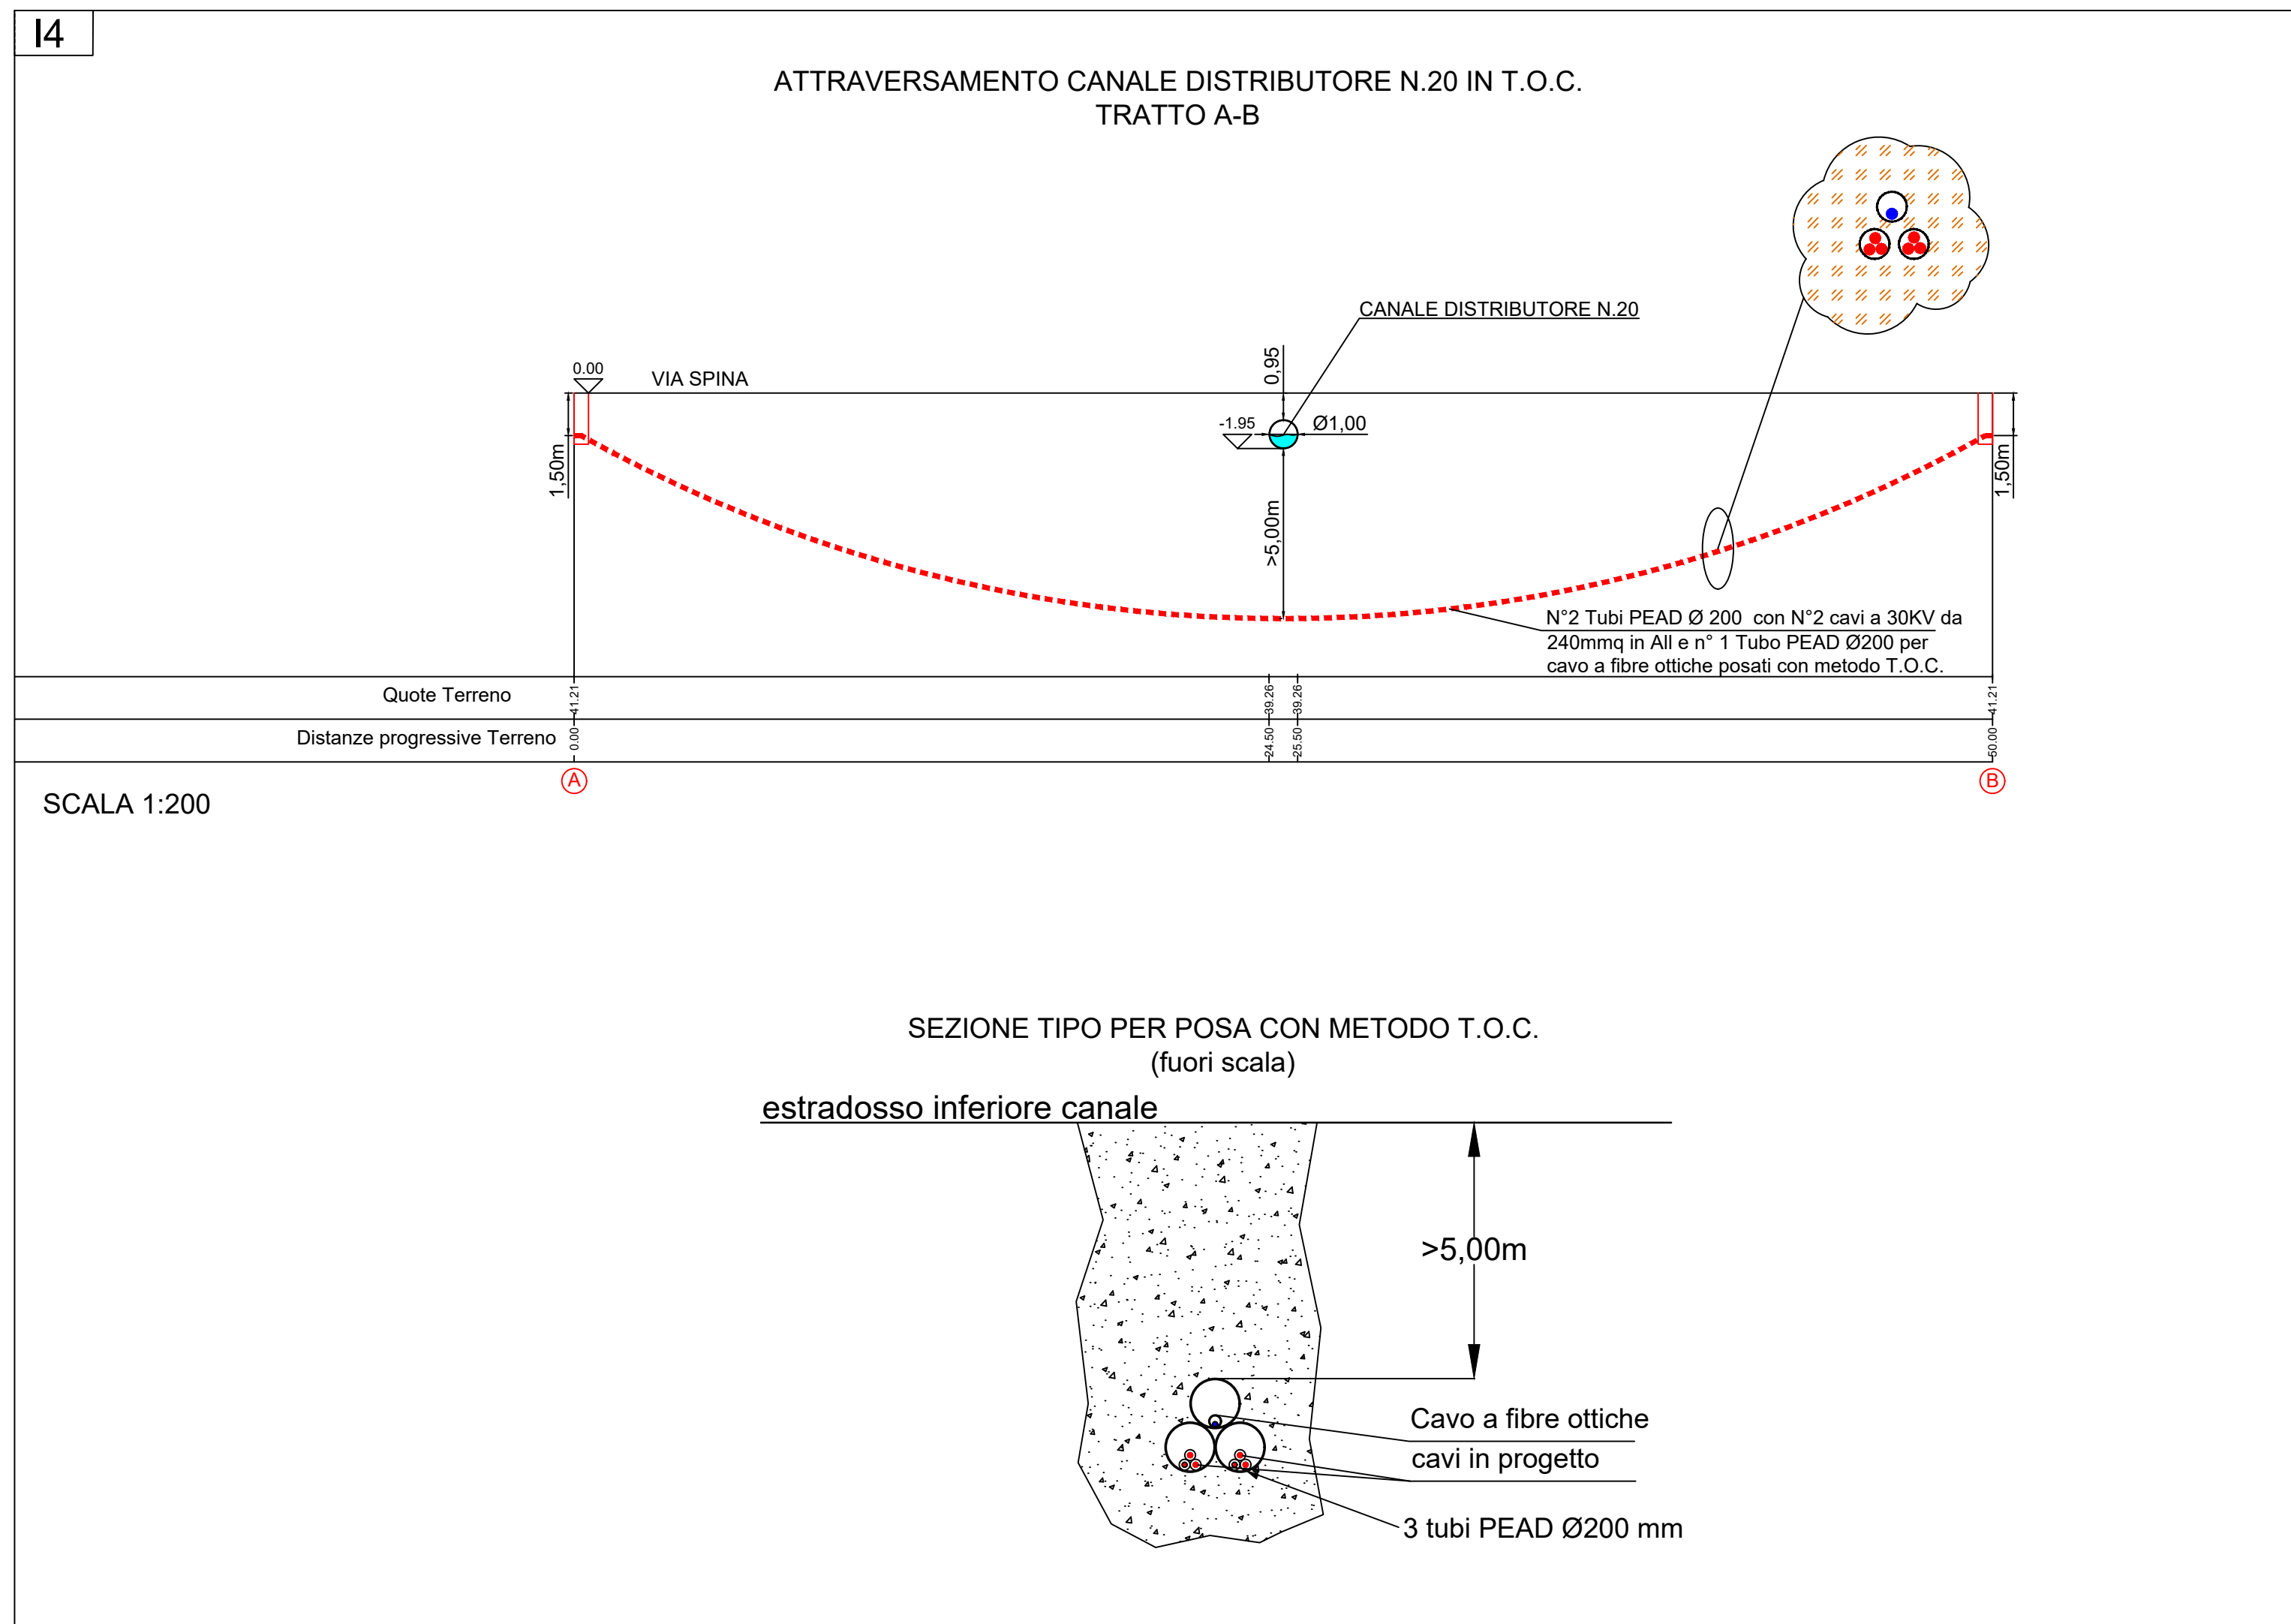 I4
ATTRAVERSAMENTO CANALE DISTRIBUTORE N.20 IN T.O.C.
TRATTO A-B
CANALE DISTRIBUTORE N.20
0.00
VIA SPINA
0,95
-1.95
Ø1,00
1,50m
1,50m
>5,00m
N°2 Tubi PEAD Ø 200 con N°2 cavi a 30KV da
240mmq in All e n° 1 Tubo PEAD Ø200 per
cavo a fibre ottiche posati con metodo T.O.C.
Quote Terreno 41.21 39.26 39.26 41.21
Distanze progressive Terreno 0.00 24.50 25.50 50.00
A B
SCALA 1:200
SEZIONE TIPO PER POSA CON METODO T.O.C.
(fuori scala)
estradosso inferiore canale
>5,00m
Cavo a fibre ottiche
cavi in progetto
3 tubi PEAD Ø200 mm